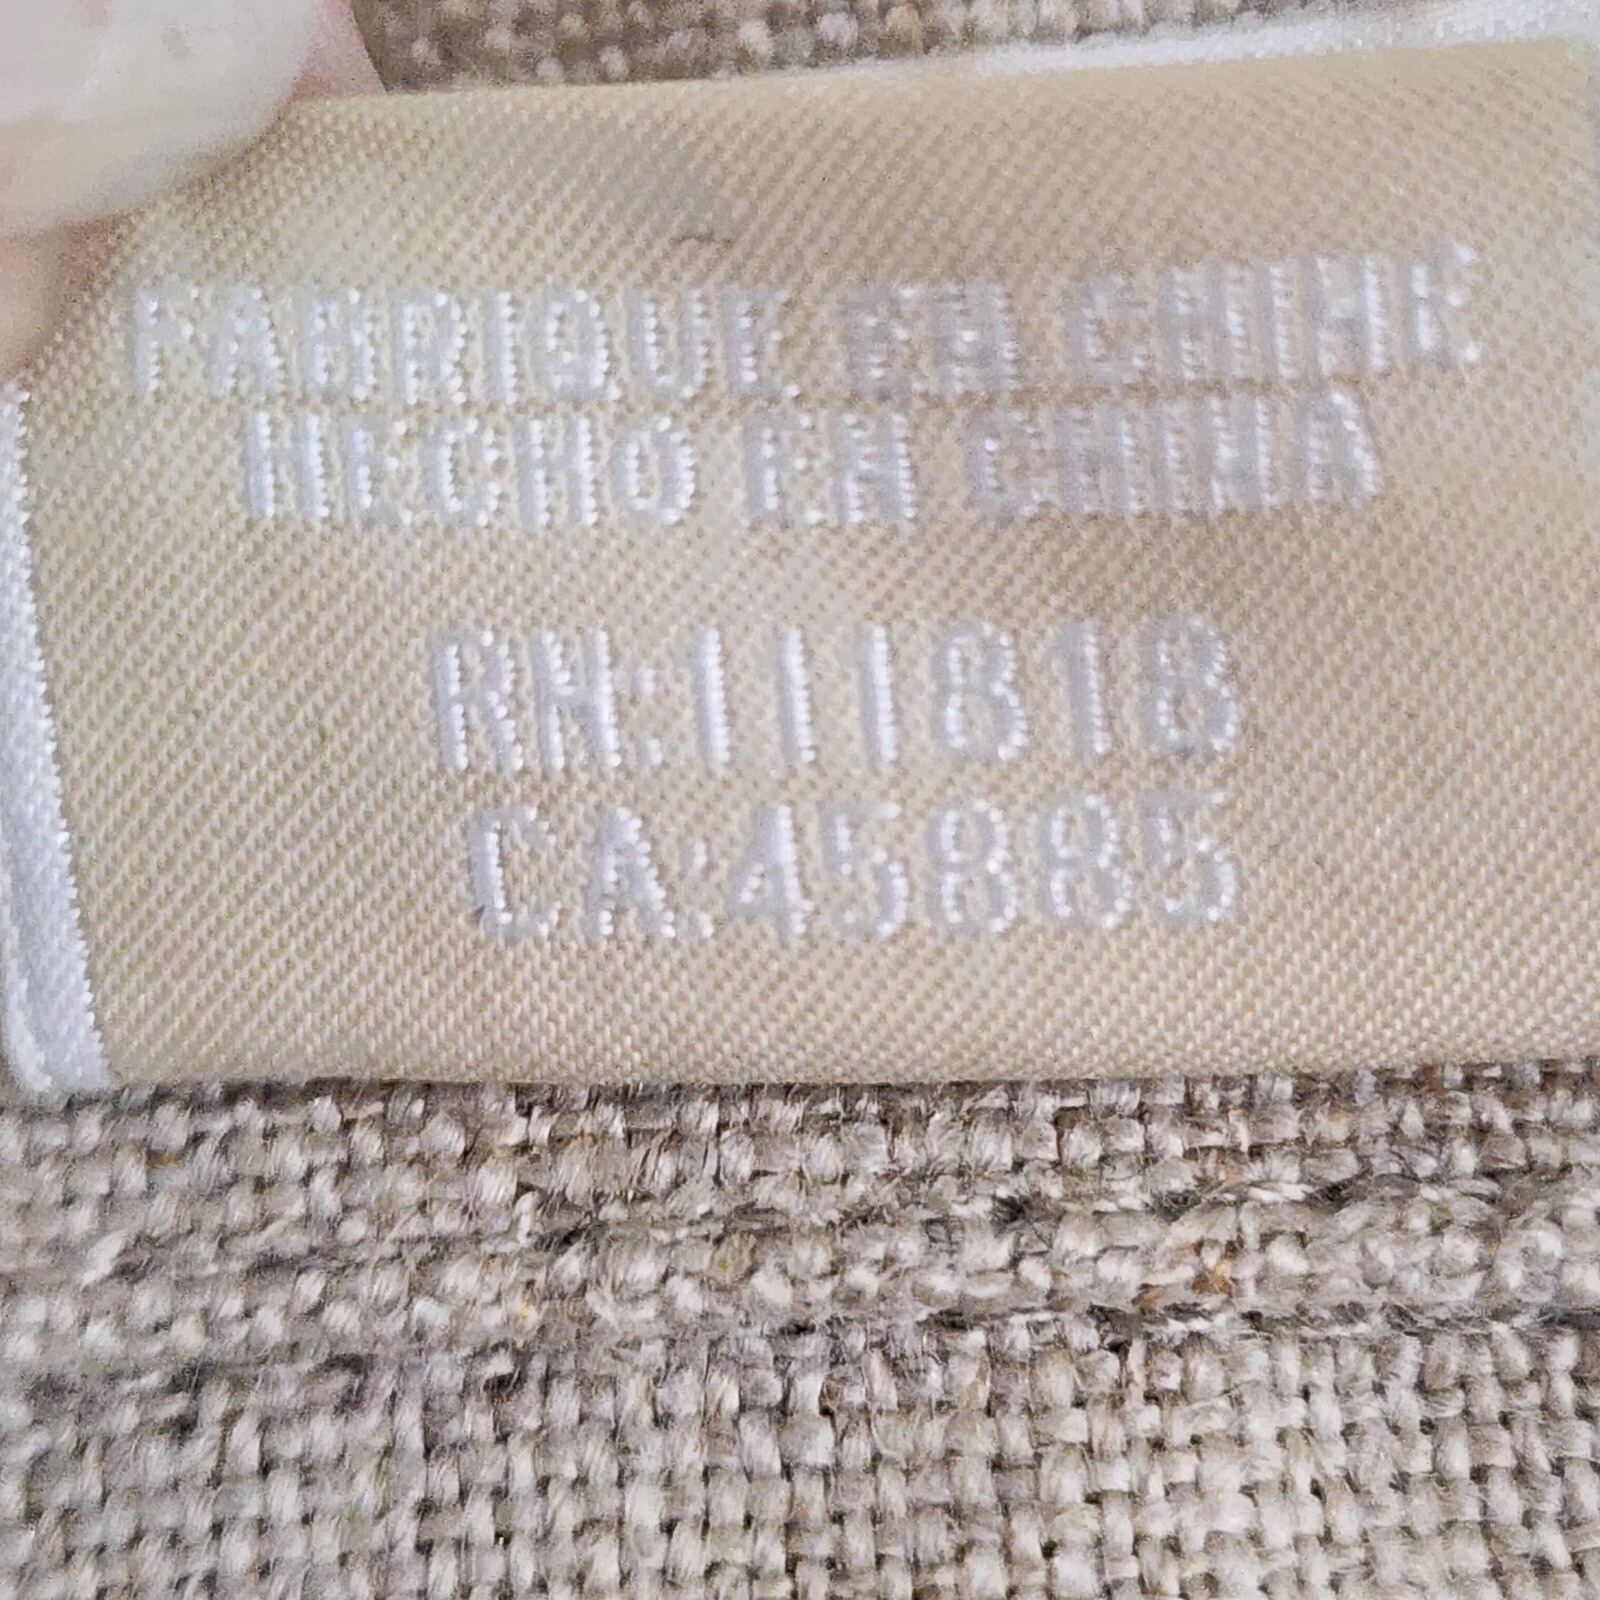 FABRIQUE EN CHINE
HECHO EN CHINA
RN:111818
CA:45885